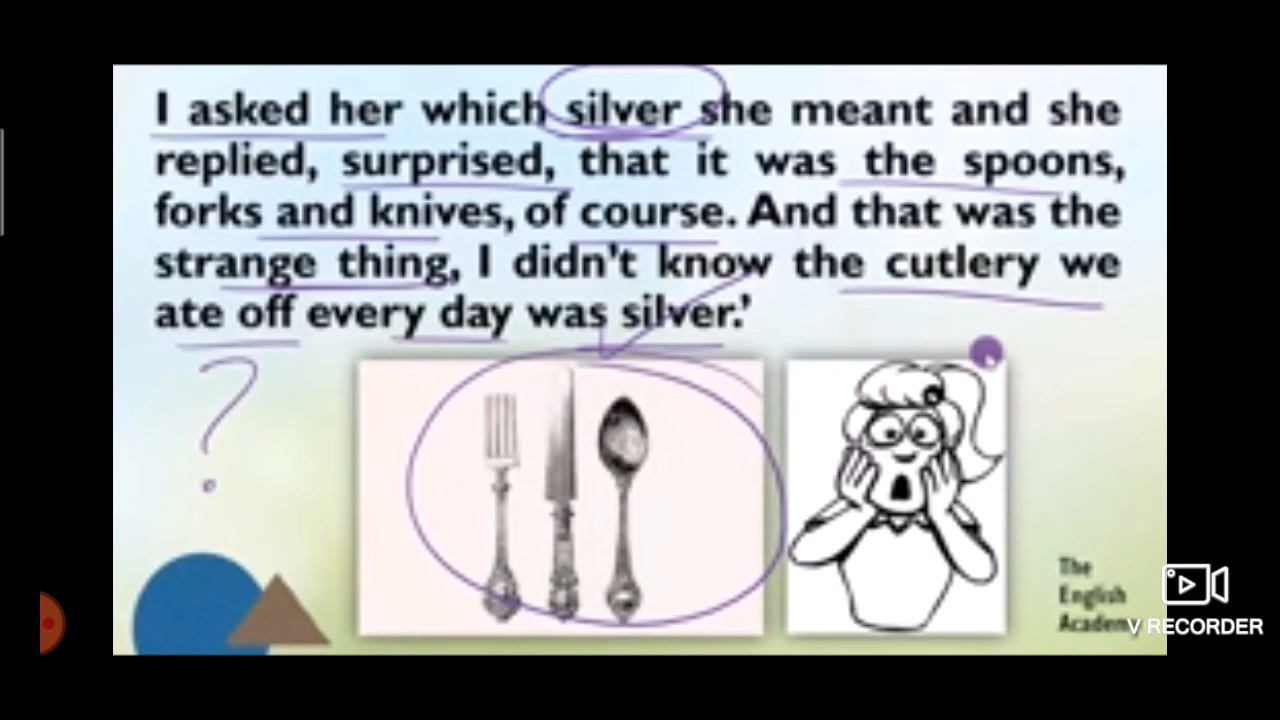 I asked her which silver she meant and she
replied, surprised, that it was the spoons,
forks and knives, of course. And that was the
strange thing, I didn't know the cutlery we
ate off every day was silver.'
?
The
English
V RECORDER